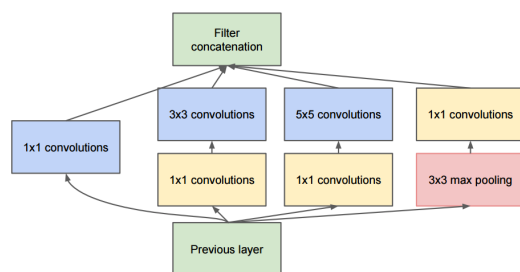 Filter
concatenation
3x3 convolutions
5x5 convolutions
1x1 convolutions
1x1 convolutions
1x1 convolutions
1x1 convolutions
3x3 max pooling
Previous layer